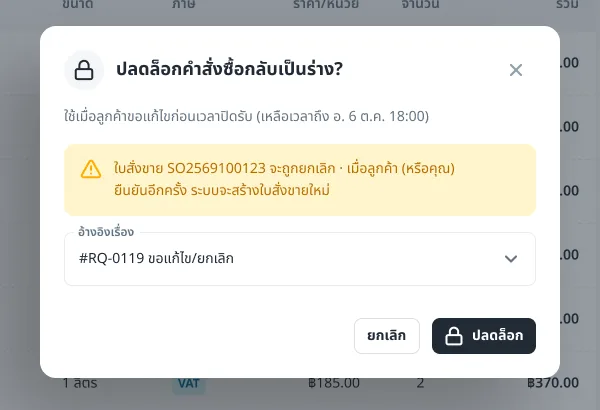 ขนาด ภาษี ราคา/หน่วย จำนวน รวม
.00
ปลดล็อกคำสั่งซื้อกลับเป็นร่าง?
ใช้เมื่อลูกค้าขอแก้ไขก่อนเวลาปิดรับ (เหลือเวลาถึง อ. 6 ต.ค. 18:00)
.00
ใบสั่งขาย SO2569100123 จะถูกยกเลิก · เมื่อลูกค้า (หรือคุณ)
ยืนยันอีกครั้ง ระบบจะสร้างใบสั่งขายใหม่
.00
อ้างอิงเรื่อง
#RQ-0119 ขอแก้ไข/ยกเลิก
.00
.00
ยกเลิก
ปลดล็อก
1 ลิตร VAT ฿185.00 2 ฿370.00